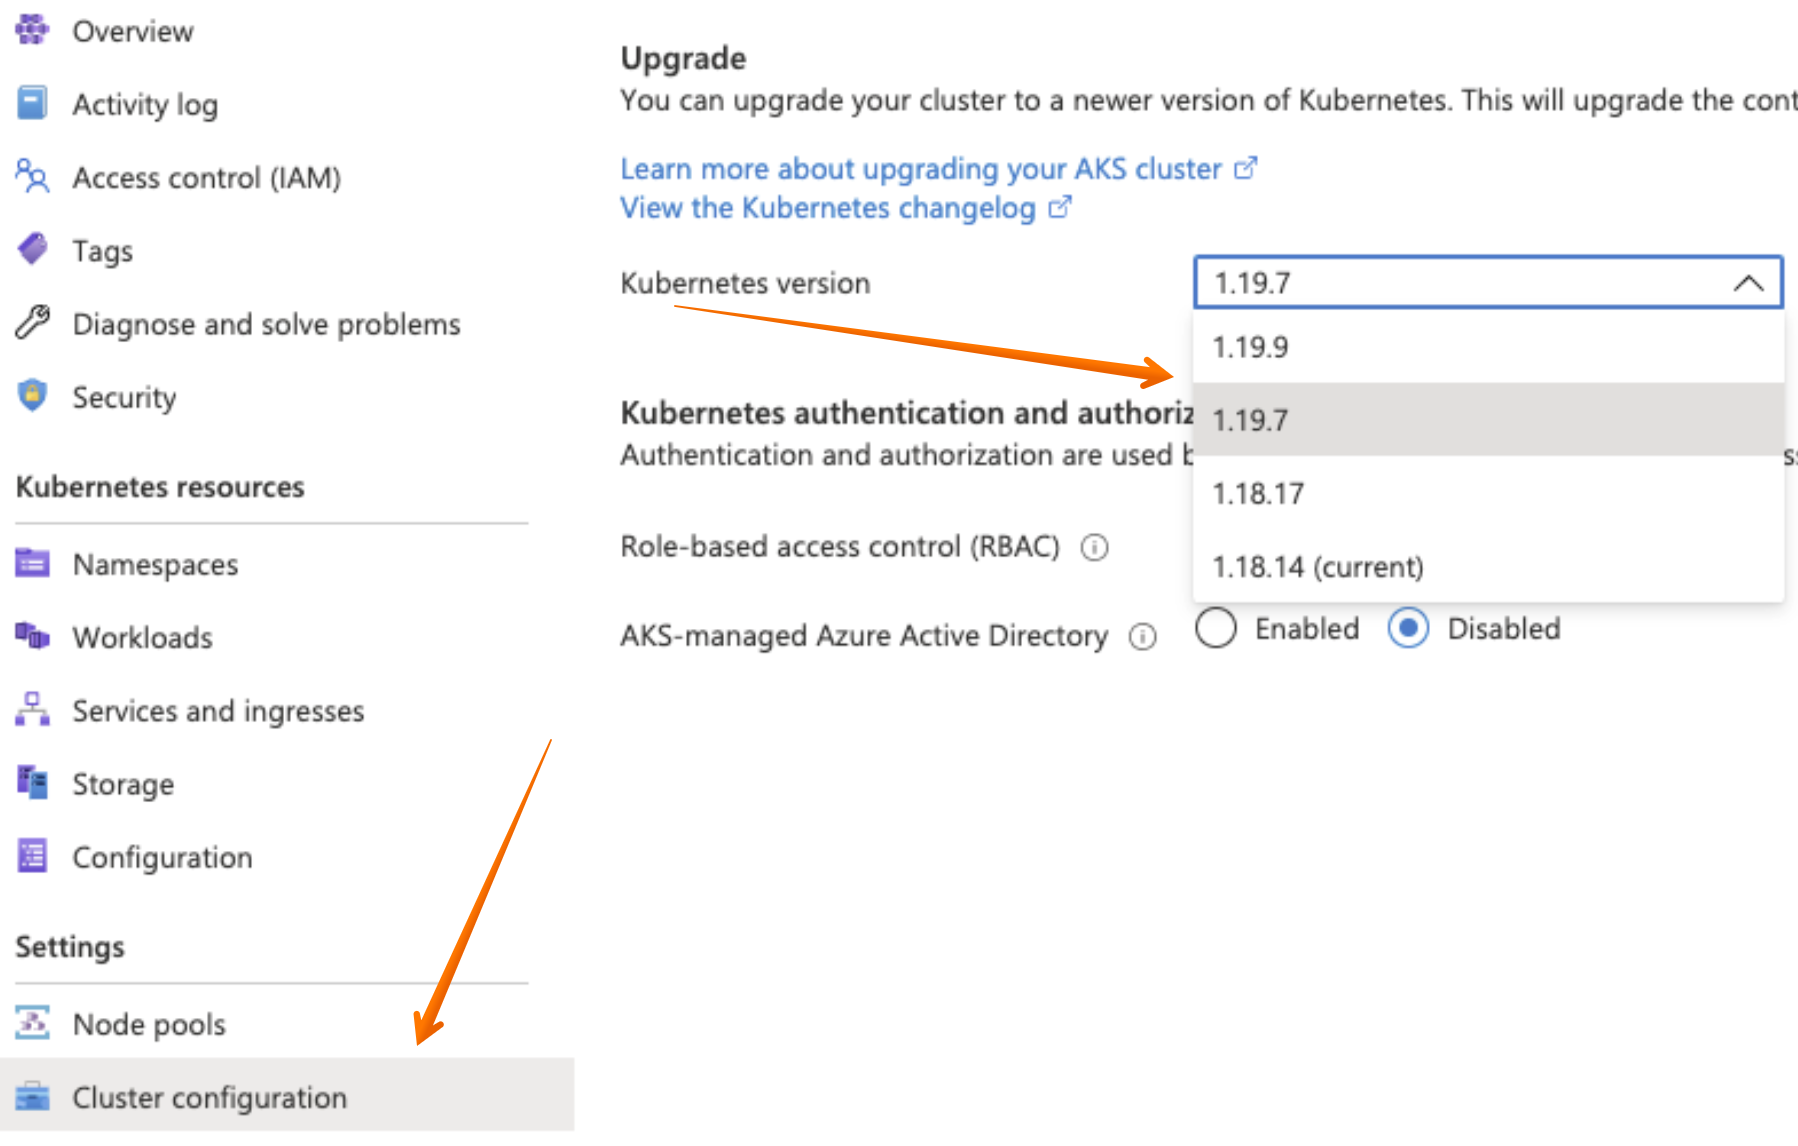 Overview
Activity log
Access control (IAM)
Tags
Diagnose and solve problems
Security
Kubernetes resources
Namespaces
Workloads
Services and ingresses
Storage
Configuration
Settings
Node pools
Cluster configuration
Upgrade
You can upgrade your cluster to a newer version of Kubernetes. This will upgrade the cont
Learn more about upgrading your AKS cluster
View the Kubernetes changelog
Kubernetes version
1.19.7
1.19.9
1.19.7
1.18.17
1.18.14 (current)
Kubernetes authentication and authoriz
Authentication and authorization are used
Role-based access control (RBAC)
AKS-managed Azure Active Directory
Enabled
Disabled